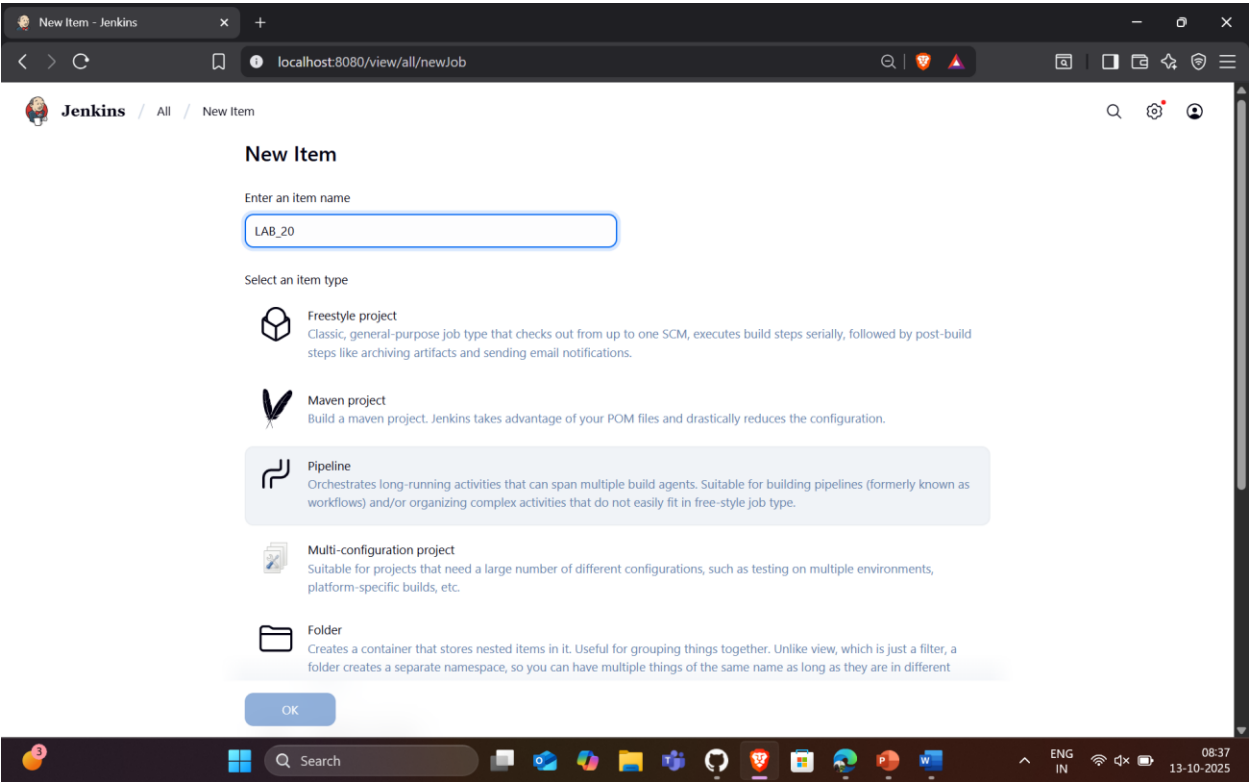 New Item - Jenkins
localhost:8080/view/all/newJob
Jenkins / All / New Item
New Item
Enter an item name
LAB_20
Select an item type
Freestyle project
Classic, general-purpose job type that checks out from up to one SCM, executes build steps serially, followed by post-build
steps like archiving artifacts and sending email notifications.
Maven project
Build a maven project. Jenkins takes advantage of your POM files and drastically reduces the configuration.
Pipeline
Orchestrates long-running activities that can span multiple build agents. Suitable for building pipelines (formerly known as
workflows) and/or organizing complex activities that do not easily fit in free-style job type.
Multi-configuration project
Suitable for projects that need a large number of different configurations, such as testing on multiple environments,
platform-specific builds, etc.
Folder
Creates a container that stores nested items in it. Useful for grouping things together. Unlike view, which is just a filter, a
folder creates a separate namespace, so you can have multiple things of the same name as long as they are in different
OK
3
Search
ENG
IN
08:37
13-10-2025